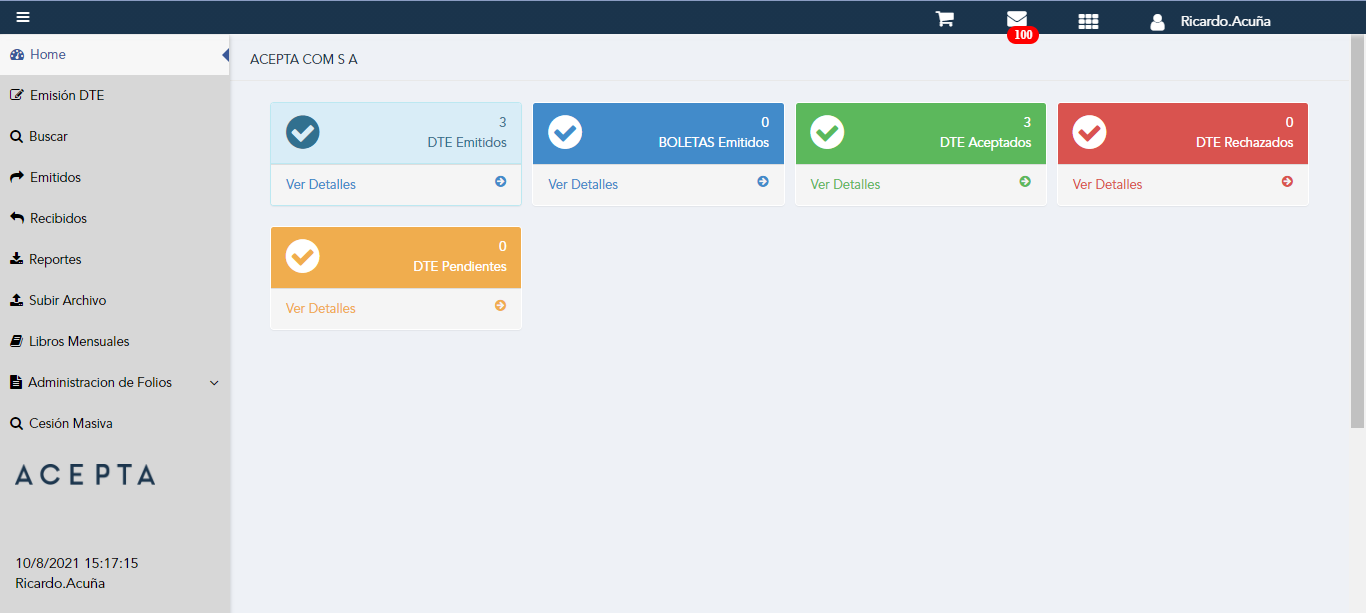 Ricardo.Acuña
100
Home
Emisión DTE
Buscar
Emitidos
Recibidos
Reportes
Subir Archivo
Libros Mensuales
Administracion de Folios
Cesión Masiva
ACEPTA
10/8/2021 15:17:15
Ricardo.Acuña
ACEPTA COM S A
3
DTE Emitidos
Ver Detalles
0
BOLETAS Emitidos
Ver Detalles
3
DTE Aceptados
Ver Detalles
0
DTE Rechazados
Ver Detalles
0
DTE Pendientes
Ver Detalles